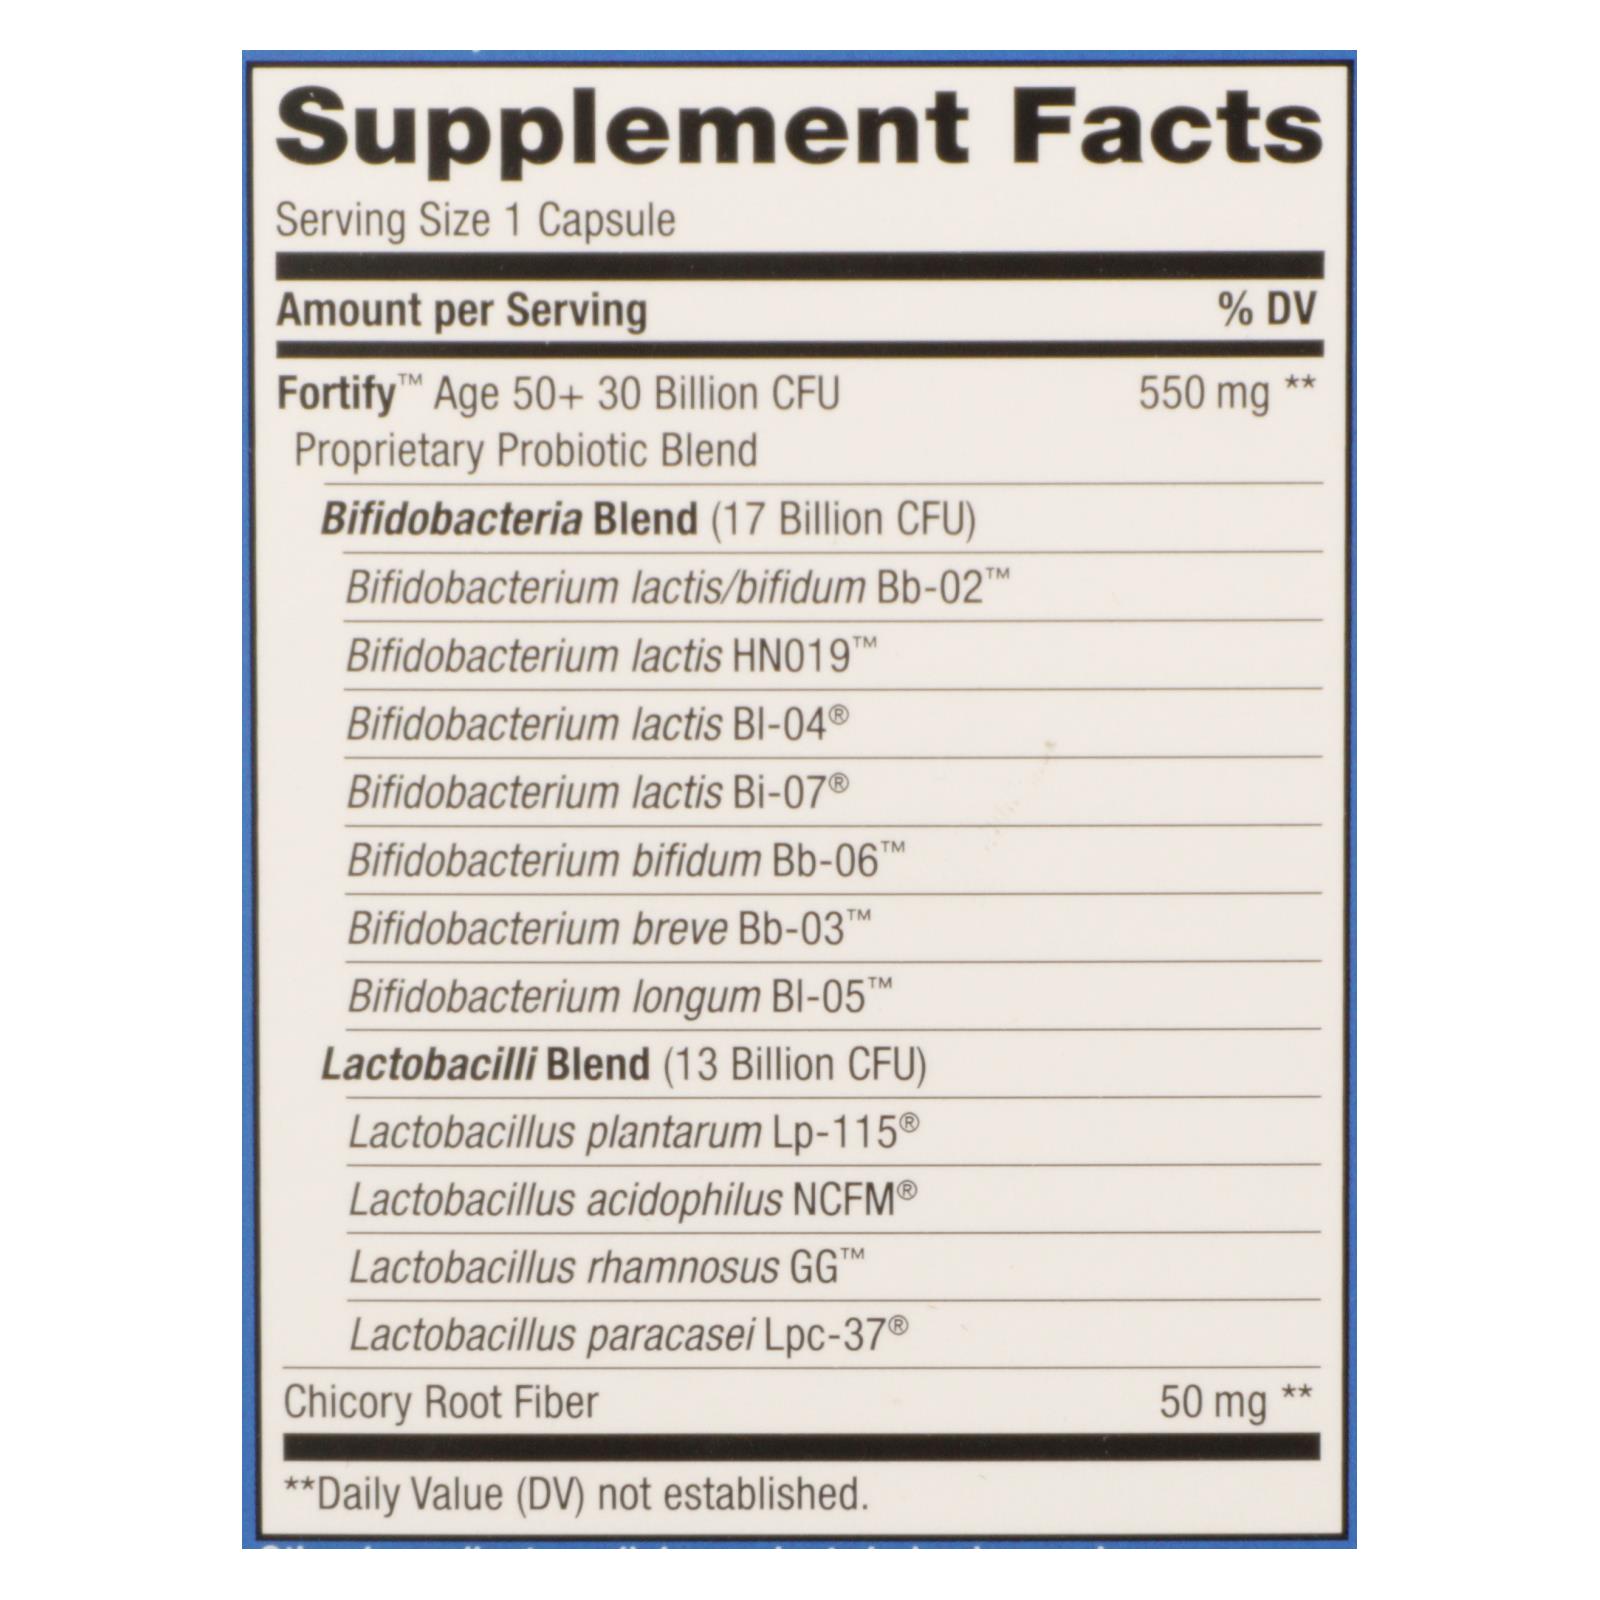 Supplement Facts
Serving Size 1 Capsule
Amount per Serving % DV
Fortify™ Age 50+ 30 Billion CFU 550 mg **
Proprietary Probiotic Blend
Bifidobacteria Blend (17 Billion CFU)
Bifidobacterium lactis/bifidum Bb-02™
Bifidobacterium lactis HN019™
Bifidobacterium lactis Bl-04®
Bifidobacterium lactis Bi-07®
Bifidobacterium bifidum Bb-06™
Bifidobacterium breve Bb-03™
Bifidobacterium longum Bl-05™
Lactobacilli Blend (13 Billion CFU)
Lactobacillus plantarum Lp-115®
Lactobacillus acidophilus NCFM®
Lactobacillus rhamnosus GG™
Lactobacillus paracasei Lpc-37®
Chicory Root Fiber 50 mg **
**Daily Value (DV) not established.